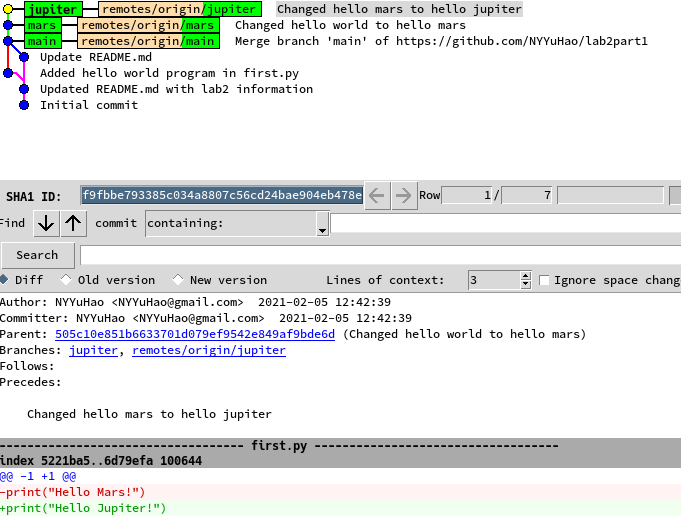 jupiter remotes/origin/jupiter Changed hello mars to hello jupiter
mars remotes/origin/mars Changed hello world to hello mars
main remotes/origin/main Merge branch 'main' of https://github.com/NYYuHao/lab2part1
Update README.md
Added hello world program in first.py
Updated README.md with lab2 information
Initial commit
SHA1 ID: f9fbbe793385c034a8807c56cd24bae904eb478e Row 1 / 7
Find commit containing:
Search
Diff Old version New version Lines of context: 3 Ignore space chang
Author: NYYuHao <NYYuHao@gmail.com> 2021-02-05 12:42:39
Committer: NYYuHao <NYYuHao@gmail.com> 2021-02-05 12:42:39
Parent: 505c10e851b6633701d079ef9542e849af9bde6d (Changed hello world to hello mars)
Branches: jupiter, remotes/origin/jupiter
Follows:
Precedes:
Changed hello mars to hello jupiter
---------------------------------- first.py -----------------------------------
index 5221ba5..6d79efa 100644
@@ -1 +1 @@
-print("Hello Mars!")
+print("Hello Jupiter!")